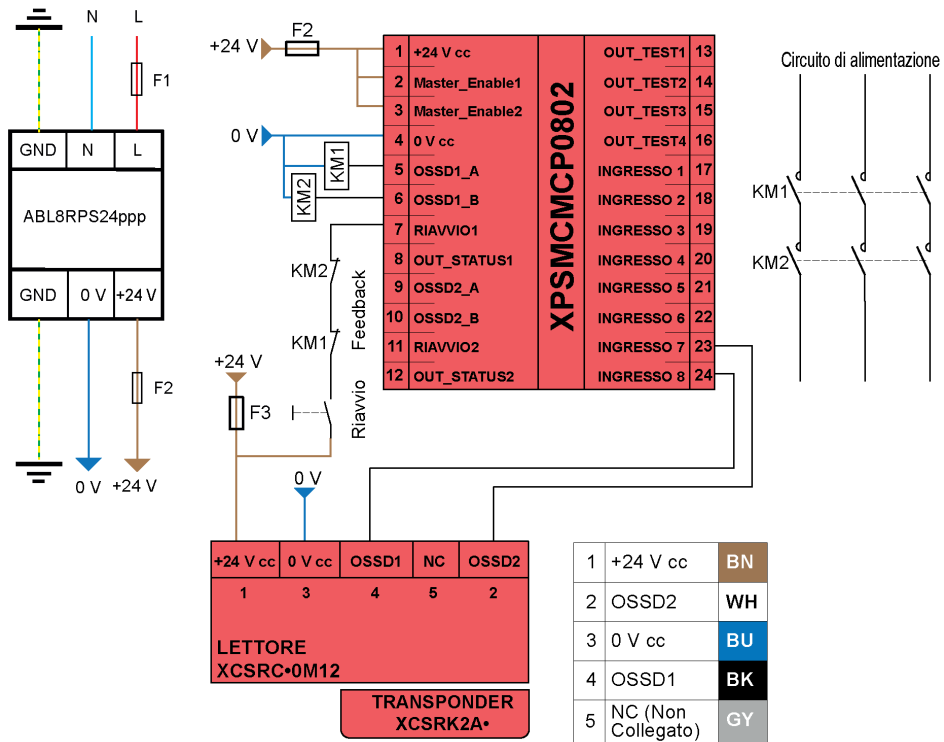 N L
F1
GND N L
ABL8RPS24ppp
GND 0 V +24 V
F2
0 V +24 V
+24 V F2
0 V
KM1
KM2
KM2
Feedback
KM1
Riavvio
+24 V
F3
0 V
1 +24 V cc
2 Master_Enable1
3 Master_Enable2
4 0 V cc
5 OSSD1_A
6 OSSD1_B
7 RIAVVIO1
8 OUT_STATUS1
9 OSSD2_A
10 OSSD2_B
11 RIAVVIO2
12 OUT_STATUS2
XPSMCMCP0802
OUT_TEST1 13
OUT_TEST2 14
OUT_TEST3 15
OUT_TEST4 16
INGRESSO 1 17
INGRESSO 2 18
INGRESSO 3 19
INGRESSO 4 20
INGRESSO 5 21
INGRESSO 6 22
INGRESSO 7 23
INGRESSO 8 24
Circuito di alimentazione
KM1
KM2
+24 V cc 0 V cc OSSD1 NC OSSD2
1 3 4 5 2
LETTORE
XCSRC•0M12
TRANSPONDER
XCSRK2A•
1 +24 V cc BN
2 OSSD2 WH
3 0 V cc BU
4 OSSD1 BK
5 NC (Non
Collegato) GY